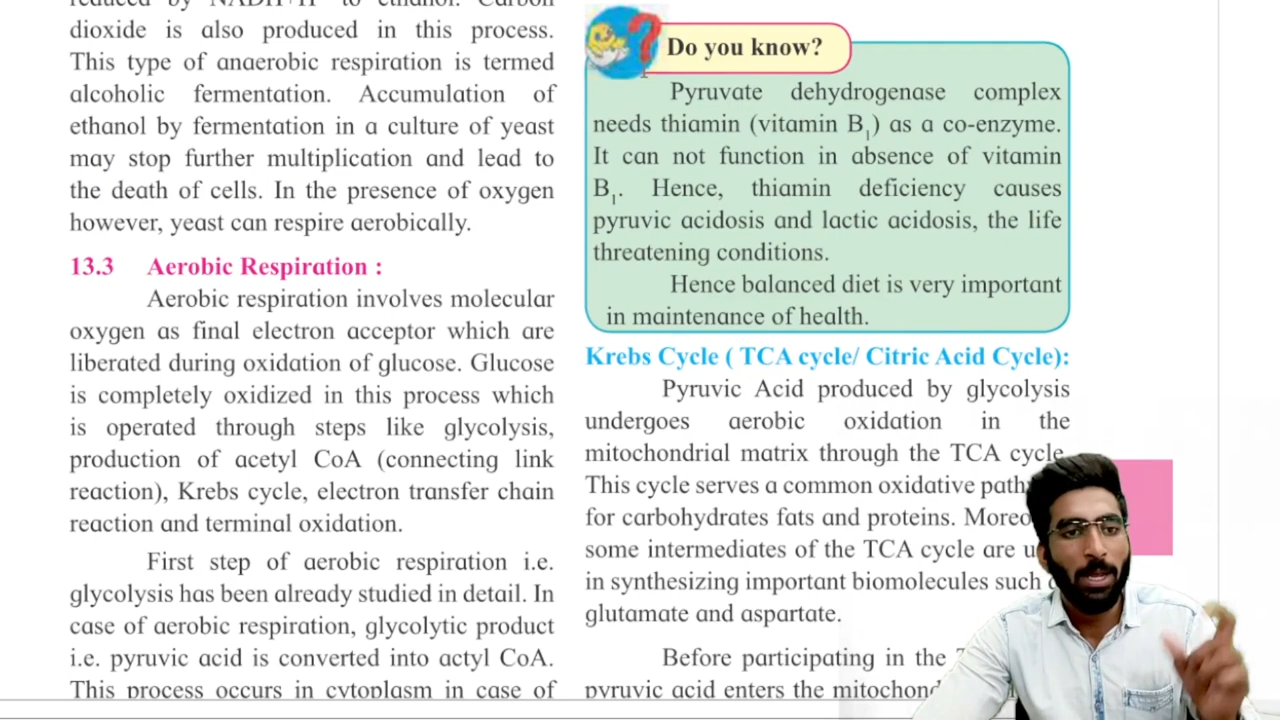 dioxide is also produced in this process.
This type of anaerobic respiration is termed
alcoholic fermentation. Accumulation of
ethanol by fermentation in a culture of yeast
may stop further multiplication and lead to
the death of cells. In the presence of oxygen
however, yeast can respire aerobically.
13.3 Aerobic Respiration :
Aerobic respiration involves molecular
oxygen as final electron acceptor which are
liberated during oxidation of glucose. Glucose
is completely oxidized in this process which
is operated through steps like glycolysis,
production of acetyl CoA (connecting link
reaction), Krebs cycle, electron transfer chain
reaction and terminal oxidation.
First step of aerobic respiration i.e.
glycolysis has been already studied in detail. In
case of aerobic respiration, glycolytic product
i.e. pyruvic acid is converted into actyl CoA.
This process occurs in cytoplasm in case of
Do you know?
Pyruvate dehydrogenase complex
needs thiamin (vitamin B₁) as a co-enzyme.
It can not function in absence of vitamin
B₁. Hence, thiamin deficiency causes
pyruvic acidosis and lactic acidosis, the life
threatening conditions.
Hence balanced diet is very important
in maintenance of health.
Krebs Cycle ( TCA cycle/ Citric Acid Cycle):
Pyruvic Acid produced by glycolysis
undergoes aerobic oxidation in the
mitochondrial matrix through the TCA cycle.
This cycle serves a common oxidative
for carbohydrates fats and proteins.
some intermediates of the TCA cycle are
in synthesizing important biomolecules such
glutamate and aspartate.
Before participating in the
pyruvic acid enters the